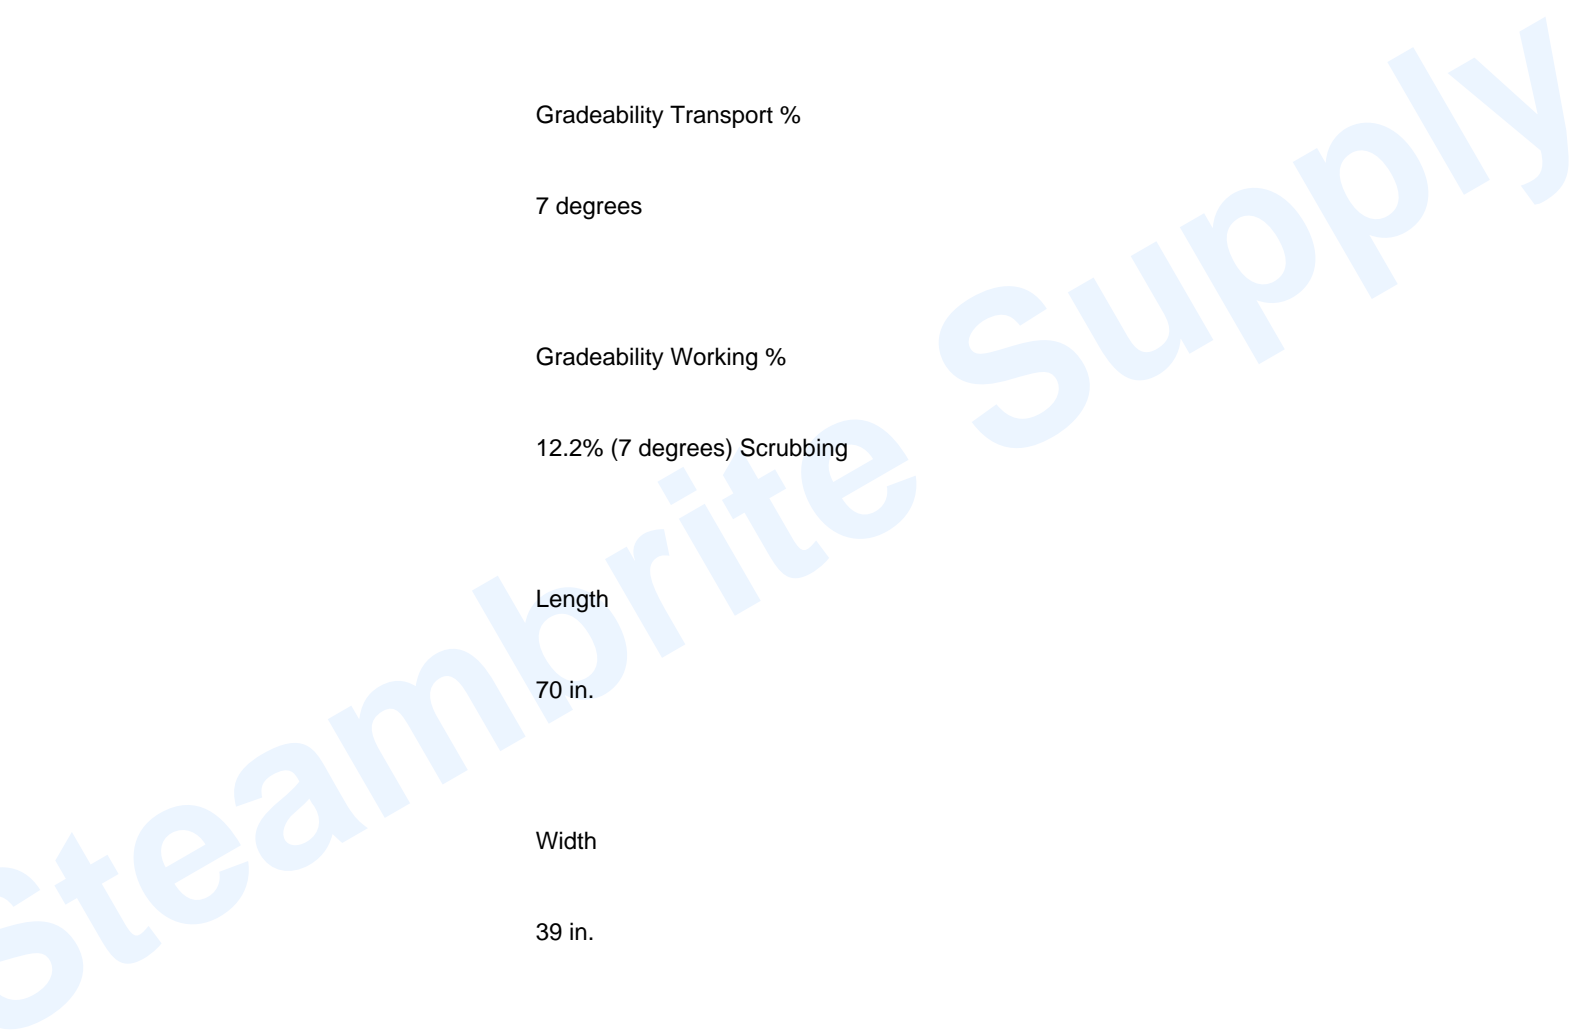 Gradeability Transport %
7 degrees
Gradeability Working %
12.2% (7 degrees) Scrubbing
Length
70 in.
Width
39 in.
Steambrite Supply